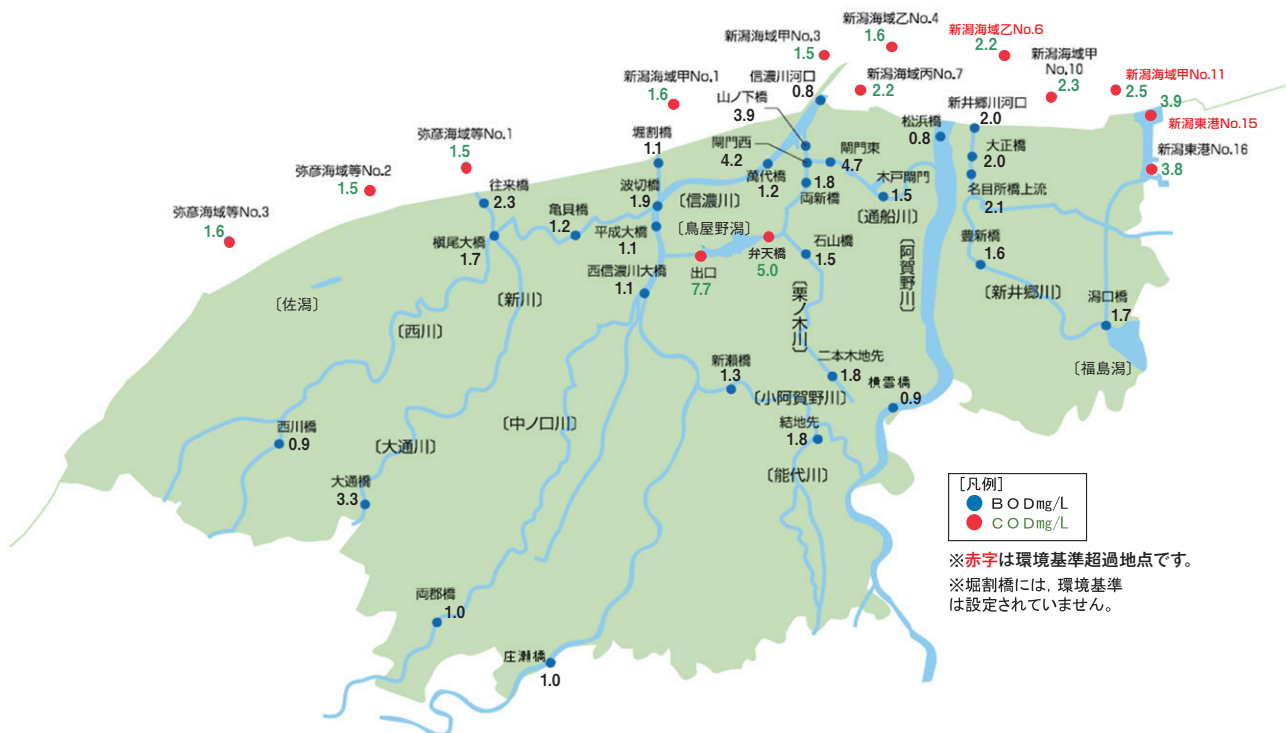 新潟海域乙No.4
1.6
新潟海域甲No.3
1.5
新潟海域乙No.6
2.2
新潟海域甲
No.10
2.3
新潟海域甲No.11
2.5
3.9
新潟東港No.15
新潟東港No.16
3.8
新潟海域丙No.7
2.2
新潟海域甲No.1
1.6
弥彦海域等No.1
1.5
弥彦海域等No.2
1.5
弥彦海域等No.3
1.6
信濃川河口
0.8
山ノ下橋
3.9
堀割橋
1.1
閘門西
4.2
閘門東
4.7
松浜橋
0.8
新井郷川河口
2.0
大正橋
2.0
名目所橋上流
2.1
萬代橋
1.2
1.8
両新橋
木戸閘門
1.5
〔通船川〕
往来橋
2.3
波切橋
1.9
〔信濃川〕
亀貝橋
1.2
平成大橋
1.1
〔鳥屋野潟〕
槇尾大橋
1.7
西信濃川大橋
1.1
出口
7.7
弁天橋
5.0
石山橋
1.5
〔阿賀野川〕
豊新橋
1.6
〔新井郷川〕
潟口橋
1.7
〔福島潟〕
〔佐潟〕
〔西川〕
〔新川〕
〔栗ノ木川〕
新瀬橋
1.3
二本木地先
1.8
横雲橋
0.9
〔小阿賀野川〕
西川橋
0.9
〔大通川〕
〔中ノ口川〕
結地先
1.8
〔能代川〕
大通橋
3.3
両郡橋
1.0
庄瀬橋
1.0
［凡例］
ＢＯＤmg/L
ＣＯＤmg/L
※赤字は環境基準超過地点です。
※堀割橋には，環境基準
は設定されていません。